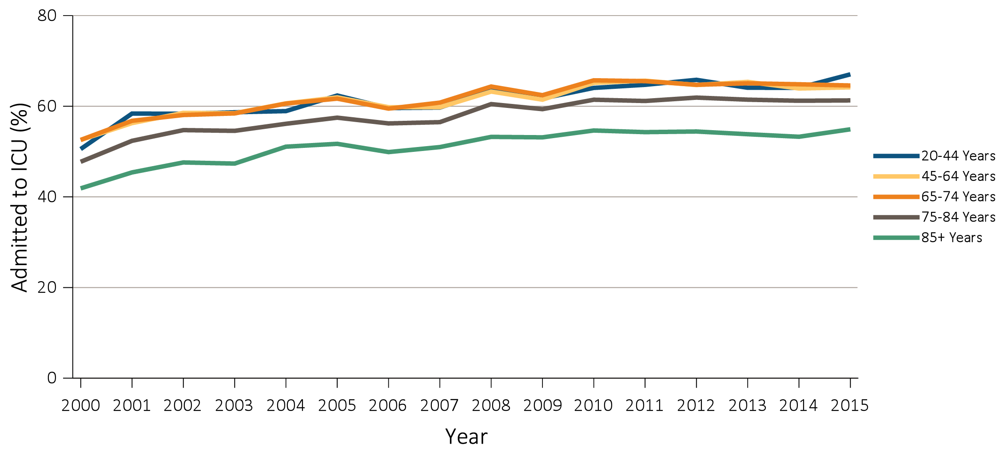 80
60
40
20
0
Admitted to ICU (%)
2000 2001 2002 2003 2004 2005 2006 2007 2008 2009 2010 2011 2012 2013 2014 2015
Year
20-44 Years
45-64 Years
65-74 Years
75-84 Years
85+ Years